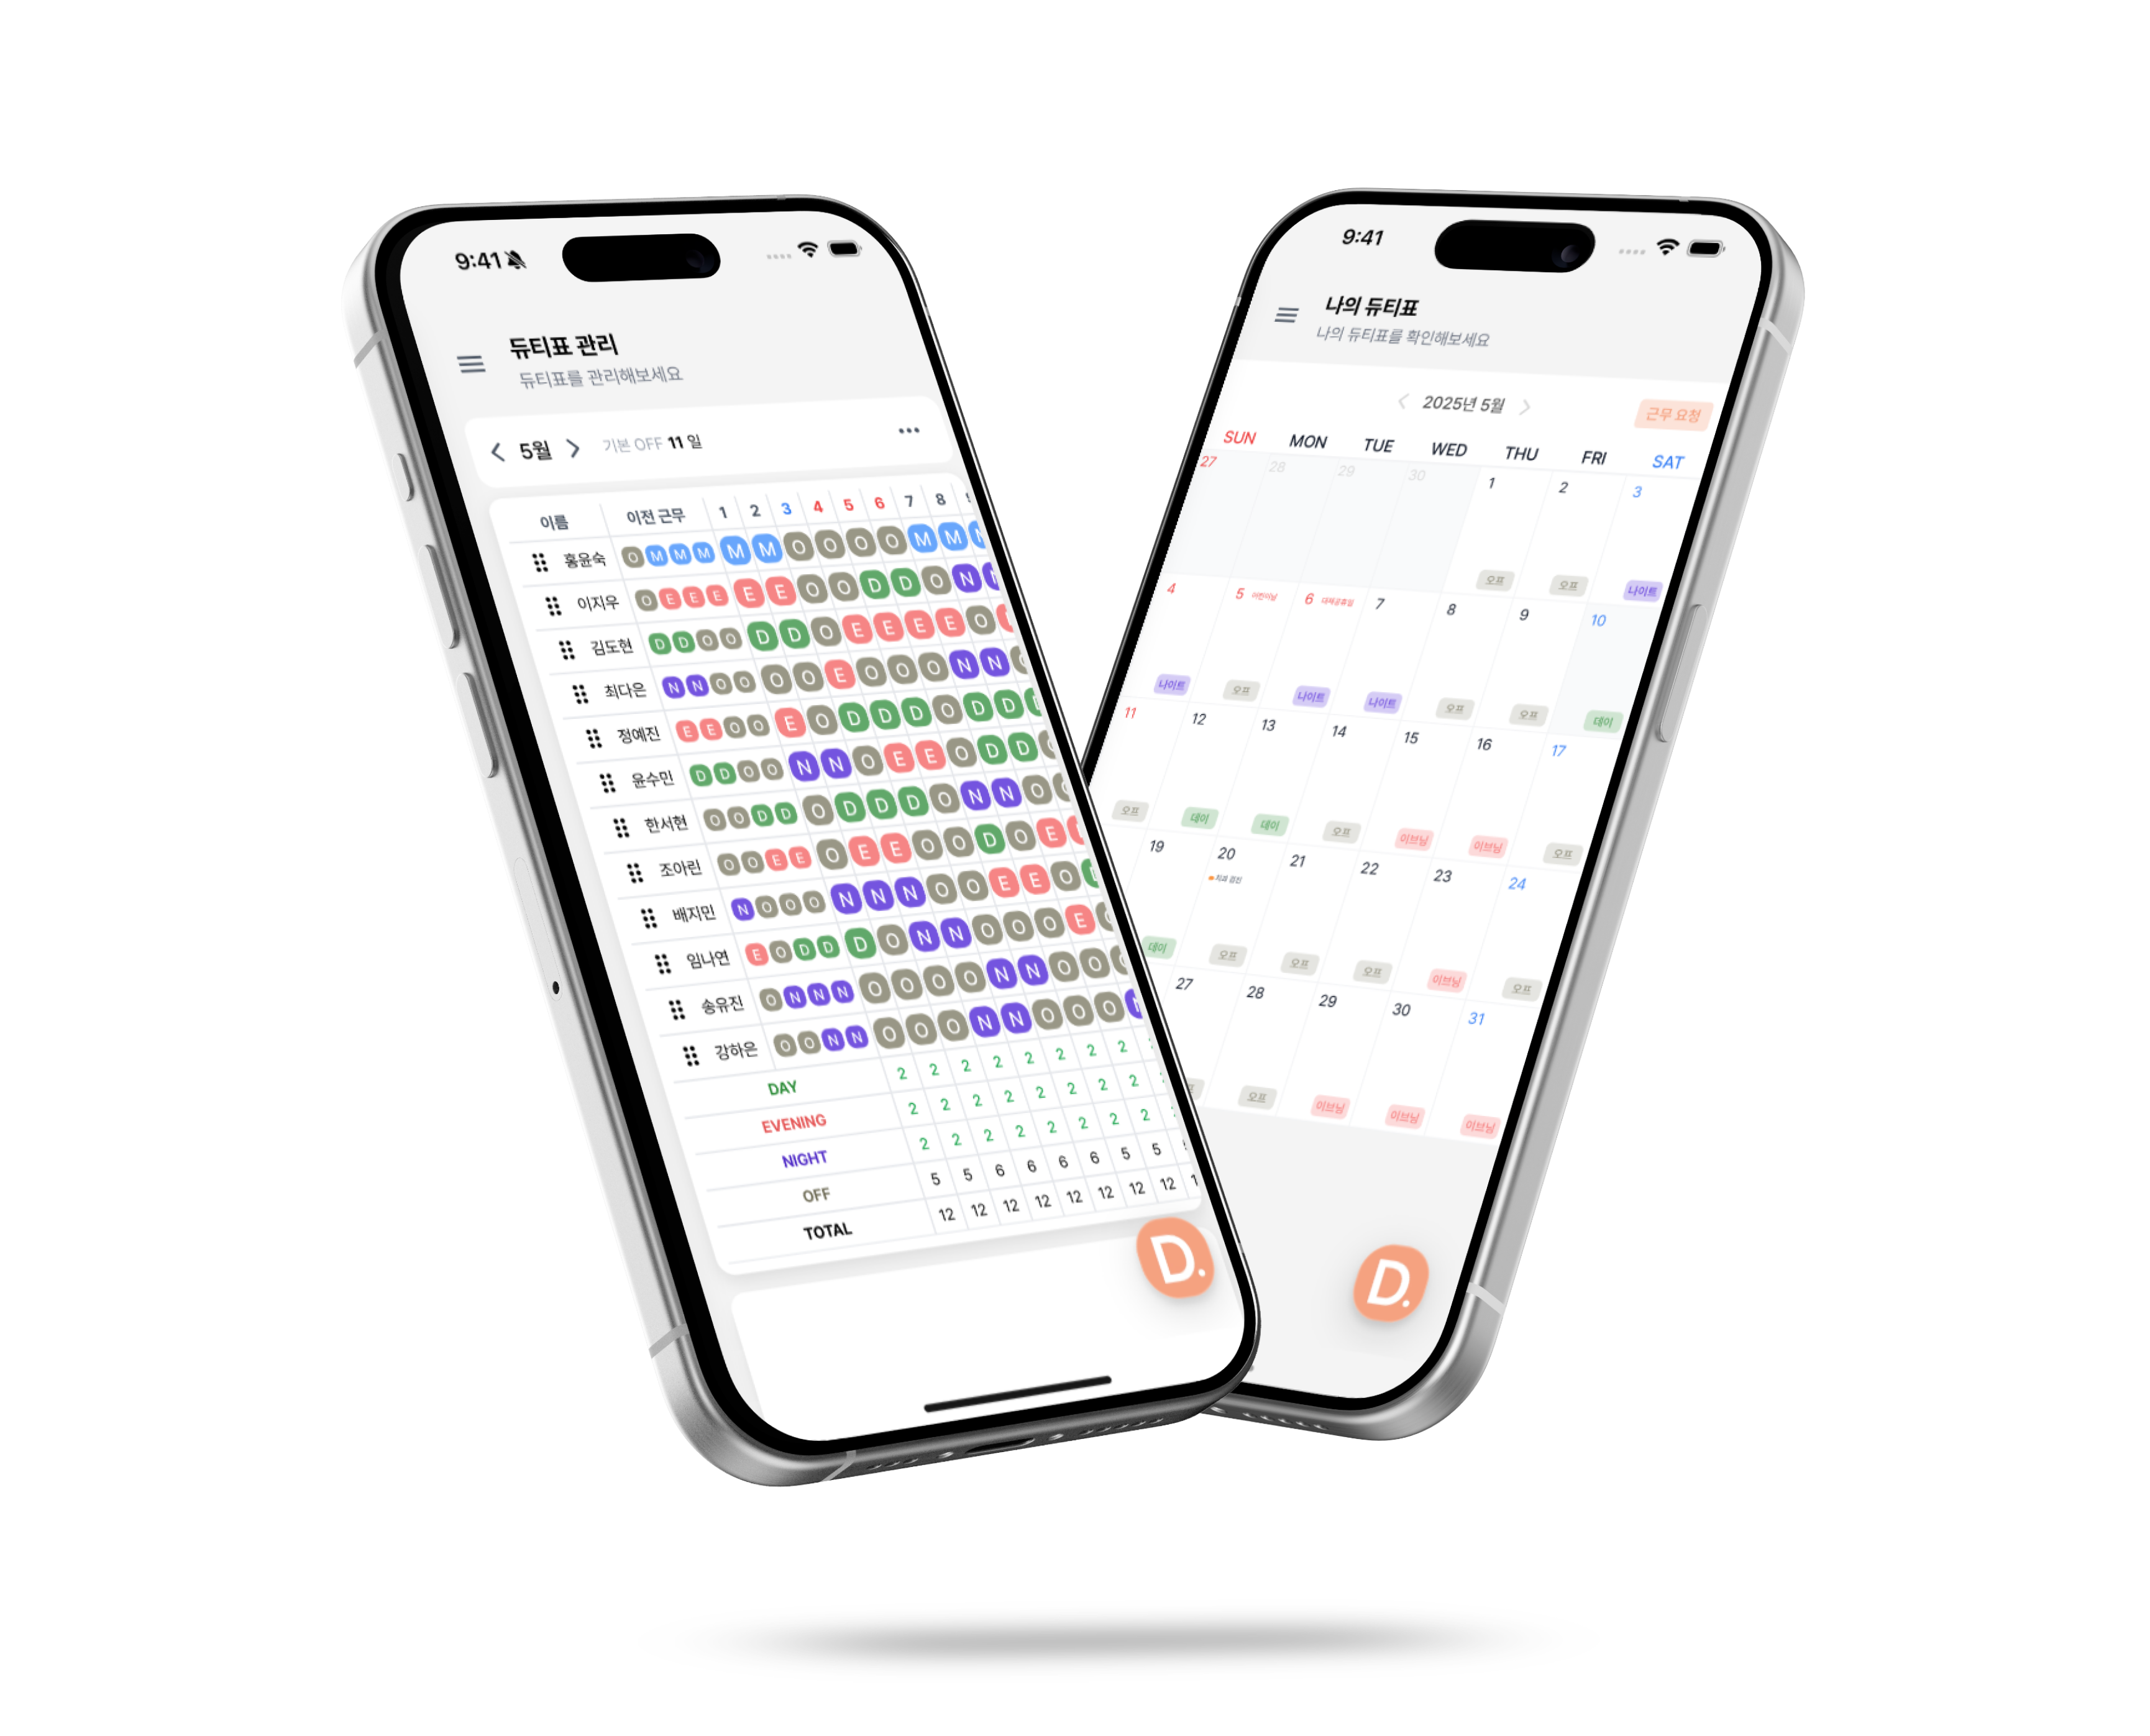 9:41
듀티표 관리
듀티표를 관리해보세요
5월 기본 OFF 11 일
이름 이전 근무 1 2 3 4 5 6 7 8
홍윤숙 O M M M M M O O O O M M
이지우 O E E E E E O O D D O N
김도현 D D O O D D O E E E E O
최다은 N N O O O O E O O O N N
정예진 E E O O E O D D D O D D
윤수민 D D O O N N O E E O D D
한서현 O O D D O D D D O N N O
조아린 O O E E O E E O O D O E
배지민 N O O O N N N O O E E O
임나연 E O D D D O N N O O O E
송유진 O N N N O O O O N N O O
강하은 O O N N O O O N N O O O
DAY 2 2 2 2 2 2 2 2
EVENING 2 2 2 2 2 2 2 2
NIGHT 2 2 2 2 2 2 2 2
OFF 5 5 6 6 6 6 5 5
TOTAL 12 12 12 12 12 12 12 12
D.
9:41
나의 듀티표
나의 듀티표를 확인해보세요
2025년 5월
근무 요청
SUN MON TUE WED THU FRI SAT
27 28 29 30 1 2 3
오프 오프 나이트
4 5 어린이날 6 대체공휴일 7 8 9 10
나이트 오프 나이트 나이트 오프 오프 데이
11 12 13 14 15 16 17
오프 데이 데이 오프 이브닝 이브닝 오프
19 20 21 22 23 24
치과 검진
데이 오프 오프 오프 이브닝 오프
27 28 29 30 31
오프 이브닝 이브닝 이브닝
D.